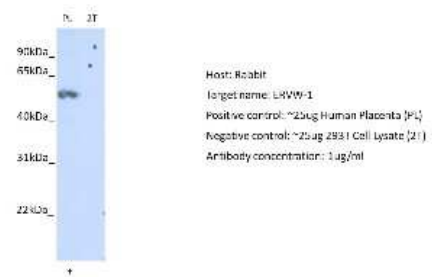 PL 2T
90kDa_
65kDa_
40kDa_
31kDa_
22kDa_
+
Host: Rabbit
Target name: ERVW-1
Positive control: ~25ug Human Placenta (PL)
Negative control: ~25ug 293T Cell Lysate (2T)
Antibody concentration: 1ug/ml